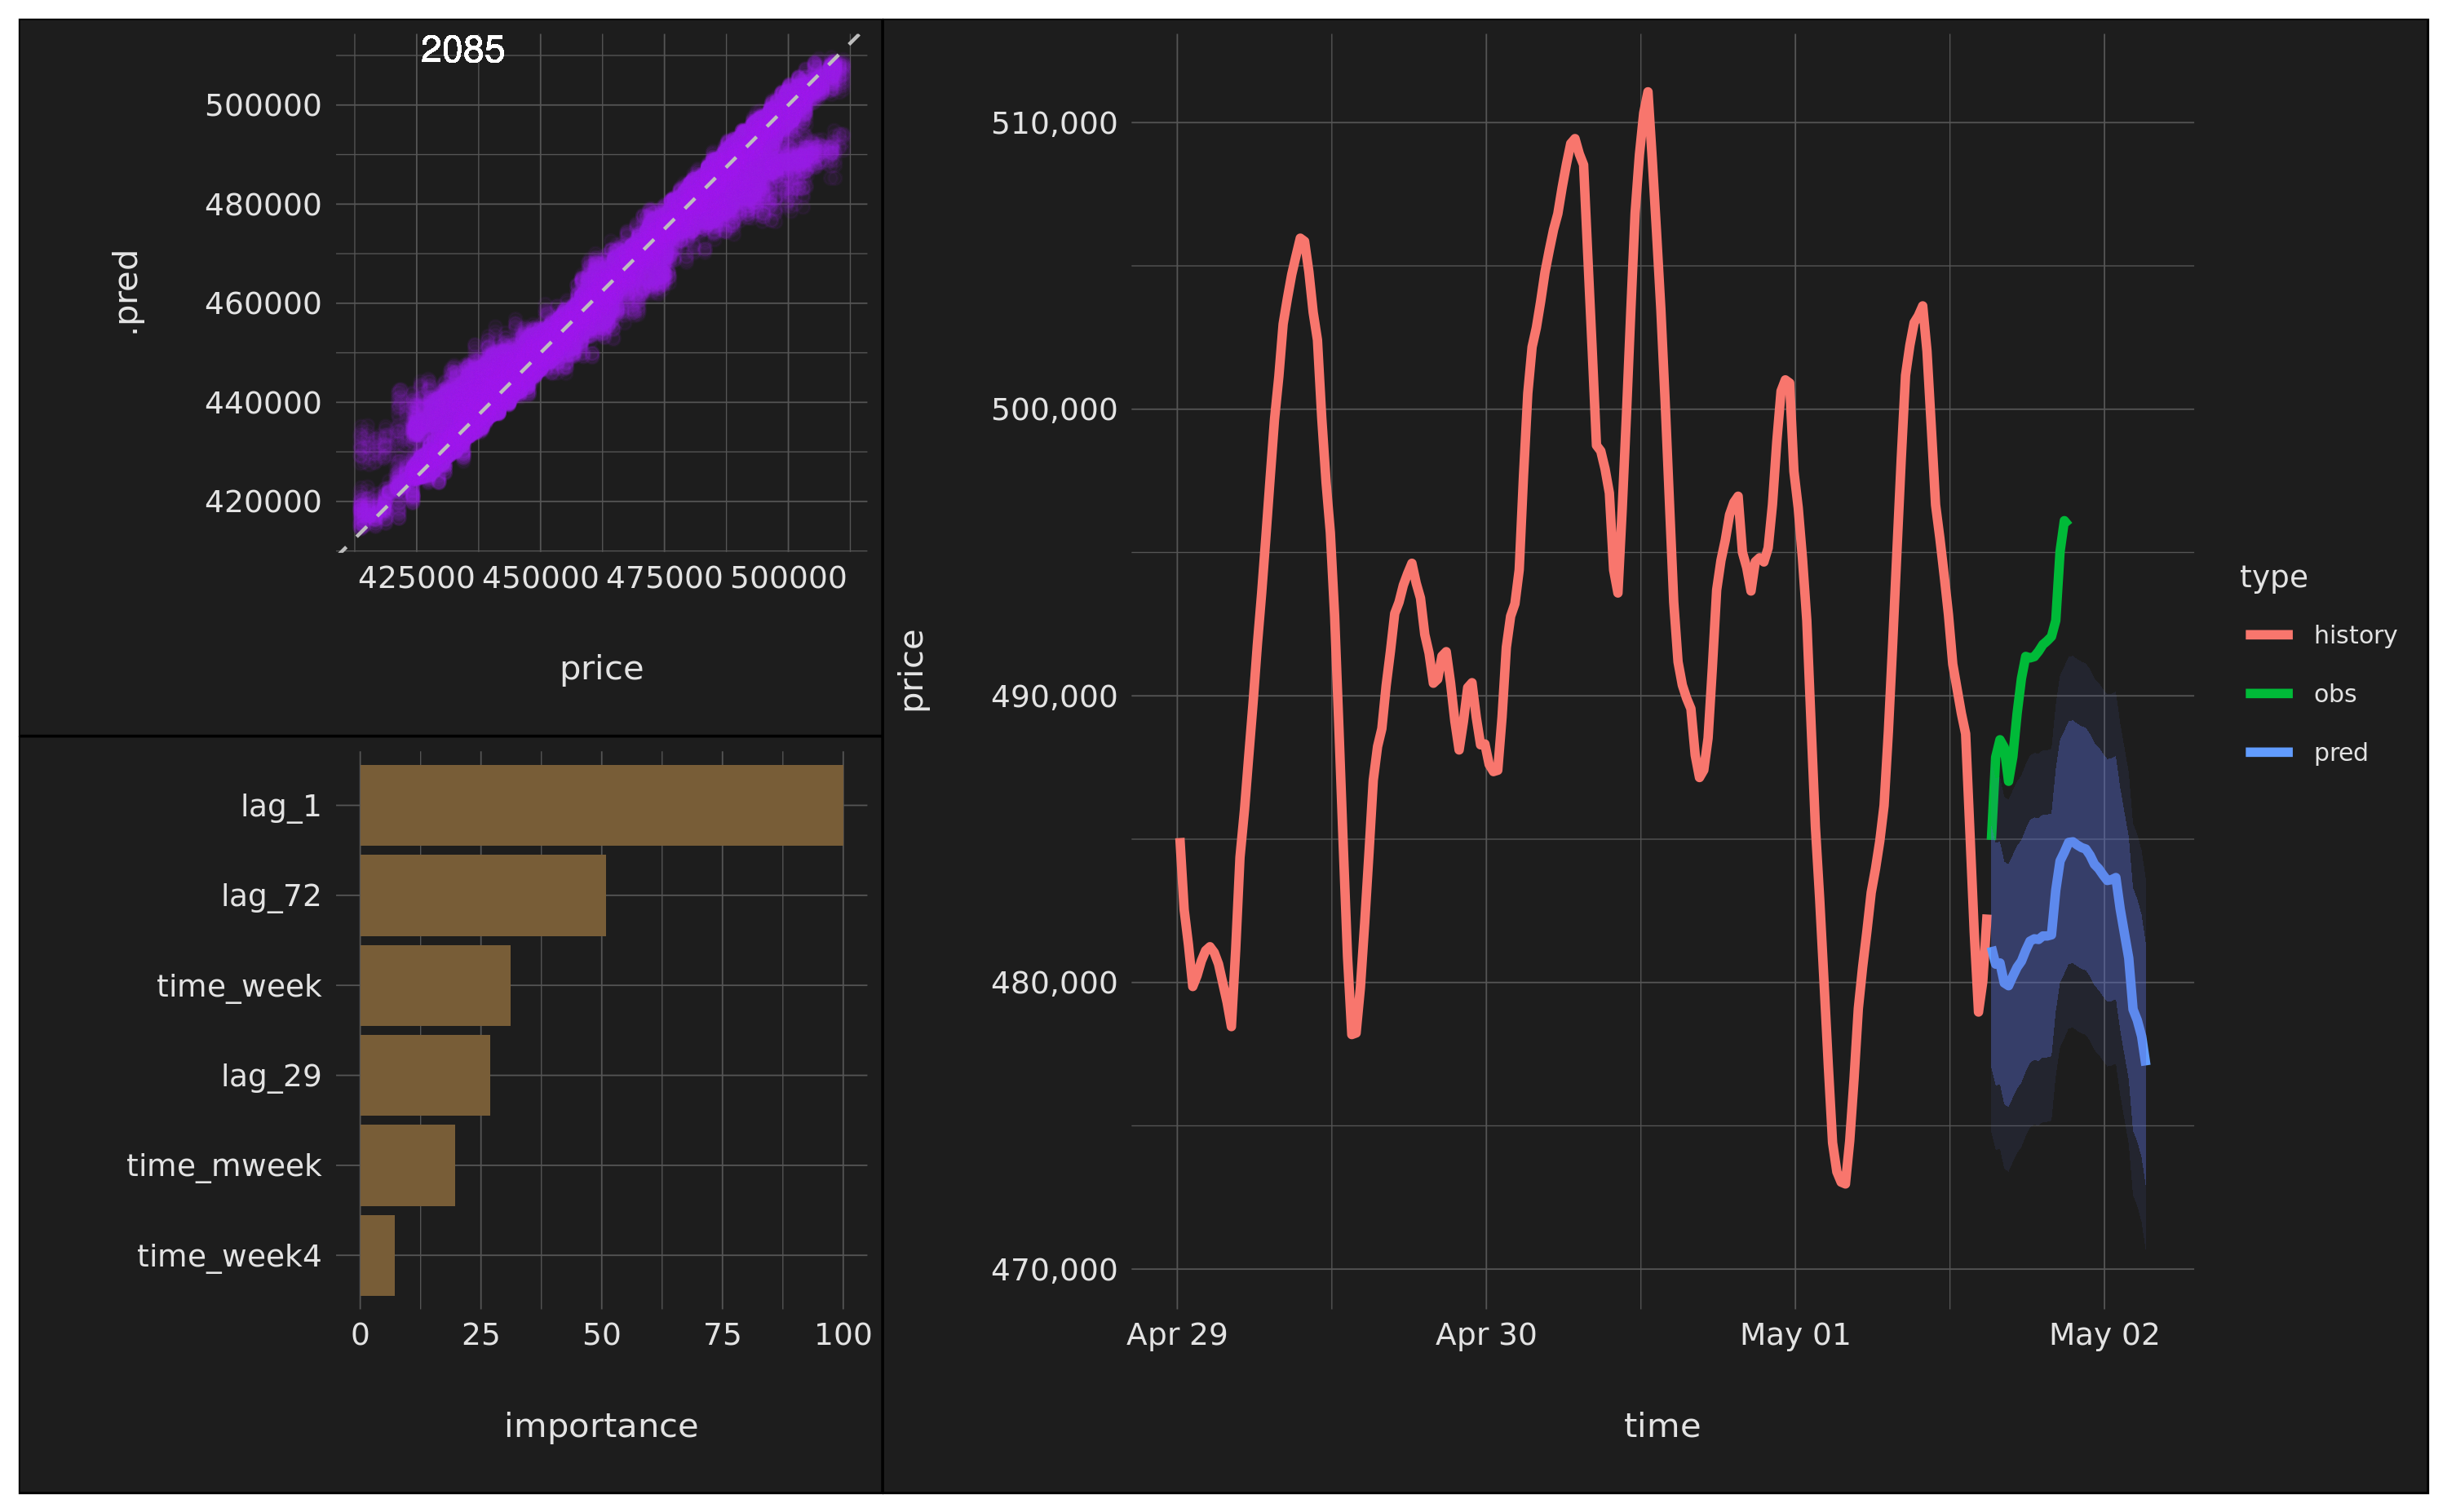 2085
500000
480000
460000
440000
420000
.pred
425000 450000 475000 500000
price
lag_1
lag_72
time_week
lag_29
time_mweek
time_week4
0 25 50 75 100
importance
510,000
500,000
490,000
480,000
470,000
price
Apr 29 Apr 30 May 01 May 02
time
type
history
obs
pred